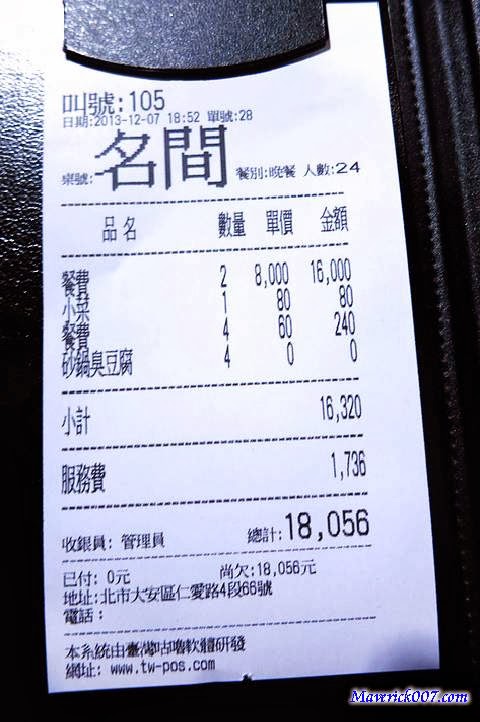 叫號:105
日期:2013-12-07 18:52 單號:28
桌號:名間 餐別:晚餐 人數:24
品名 數量 單價 金額
餐費 2 8,000 16,000
小菜 1 80 80
餐費 4 60 240
砂鍋臭豆腐 4 0 0
小計 16,320
服務費 1,736
收銀員: 管理員 總計:18,056
已付: 0元 尚欠:18,056元
地址:北市大安區仁愛路4段66號
電話:
本系統由臺灣咕嚕軟體研發
網址: www.tw-pos.com
Maverick007.com